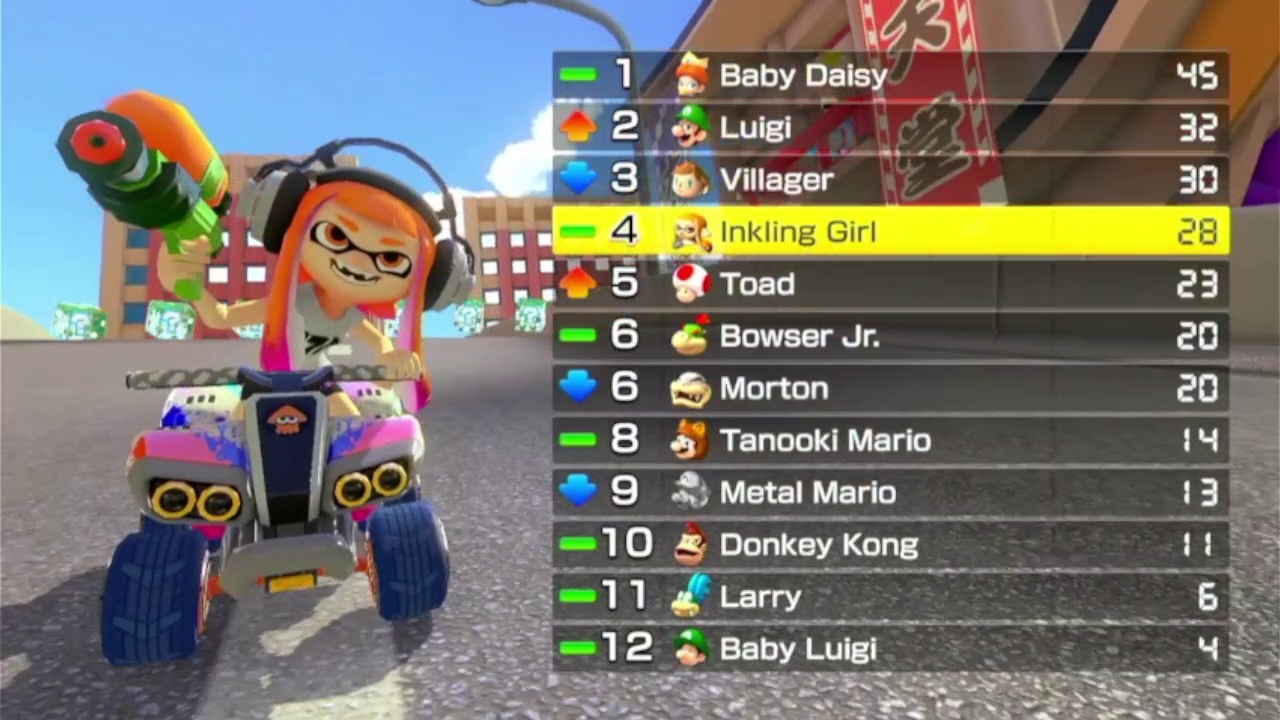 天
堂
1 Baby Daisy 45
2 Luigi 32
3 Villager 30
4 Inkling Girl 28
5 Toad 23
6 Bowser Jr. 20
6 Morton 20
8 Tanooki Mario 14
9 Metal Mario 13
10 Donkey Kong 11
11 Larry 6
12 Baby Luigi 4